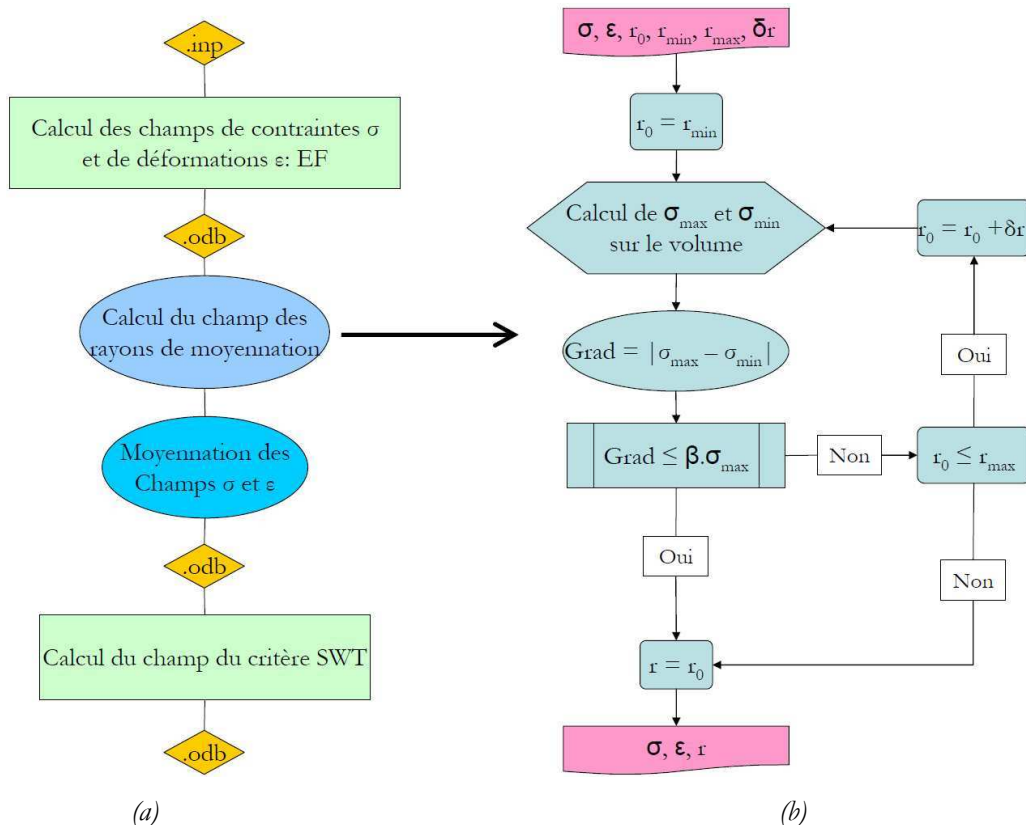 .inp
Calcul des champs de contraintes σ
et de déformations ε: EF
.odb
Calcul du champ des
rayons de moyennation
Moyennation des
Champs σ et ε
.odb
Calcul du champ du critère SWT
.odb
(a)
σ, ε, r₀, rₘᵢₙ, rₘₐₓ, δr
r₀ = rₘᵢₙ
Calcul de σₘₐₓ et σₘᵢₙ
sur le volume
r₀ = r₀ + δr
Grad = |σₘₐₓ – σₘᵢₙ|
Oui
Grad ≤ β.σₘₐₓ
Non
r₀ ≤ rₘₐₓ
Oui
Non
r = r₀
σ, ε, r
(b)